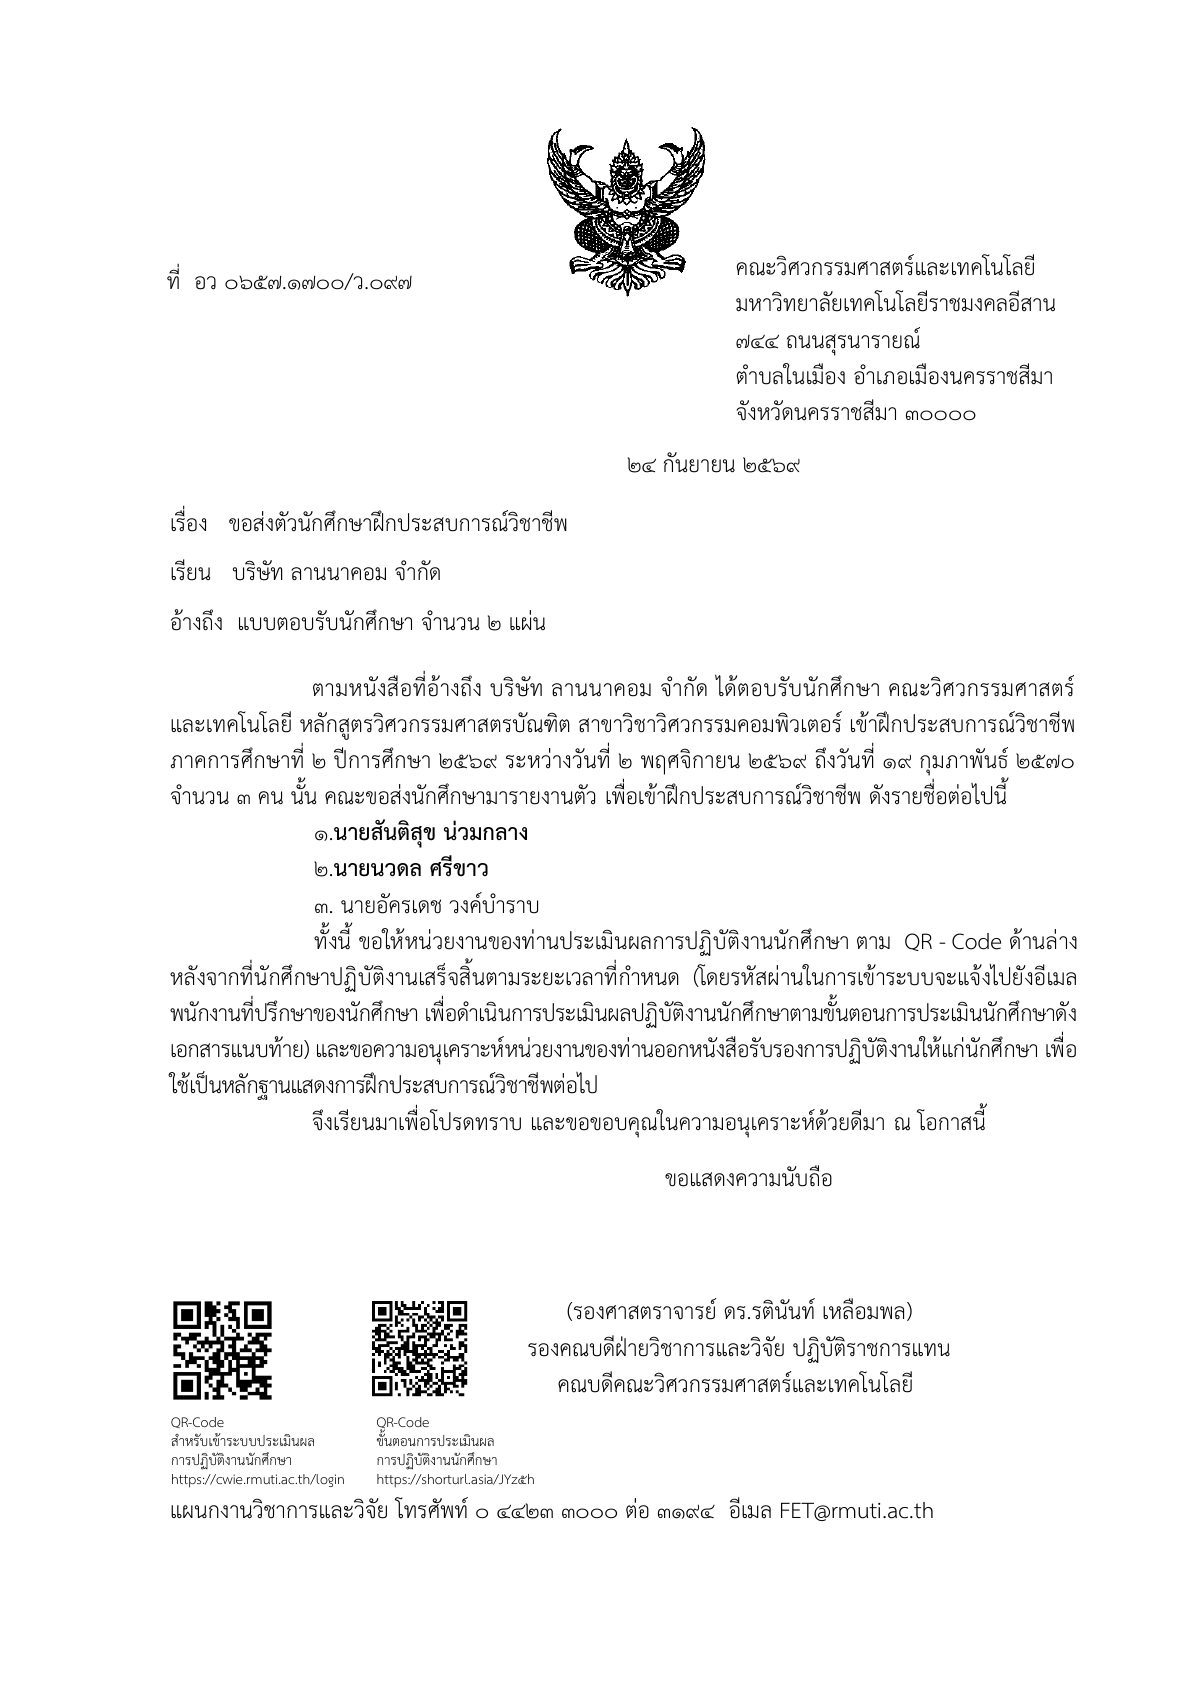 ที่ อว ๐๖๕๗.๑๗๐๐/ว.๐๙๗
คณะวิศวกรรมศาสตร์และเทคโนโลยี
มหาวิทยาลัยเทคโนโลยีราชมงคลอีสาน
๗๔๔ ถนนสุรนารายณ์
ตำบลในเมือง อำเภอเมืองนครราชสีมา
จังหวัดนครราชสีมา ๓๐๐๐๐
๒๔ กันยายน ๒๕๖๙
เรื่อง ขอส่งตัวนักศึกษาฝึกประสบการณ์วิชาชีพ
เรียน บริษัท ลานนาคอม จำกัด
อ้างถึง แบบตอบรับนักศึกษา จำนวน ๒ แผ่น
ตามหนังสือที่อ้างถึง บริษัท ลานนาคอม จำกัด ได้ตอบรับนักศึกษา คณะวิศวกรรมศาสตร์
และเทคโนโลยี หลักสูตรวิศวกรรมศาสตรบัณฑิต สาขาวิชาวิศวกรรมคอมพิวเตอร์ เข้าฝึกประสบการณ์วิชาชีพ
ภาคการศึกษาที่ ๒ ปีการศึกษา ๒๕๖๙ ระหว่างวันที่ ๒ พฤศจิกายน ๒๕๖๙ ถึงวันที่ ๑๙ กุมภาพันธ์ ๒๕๗๐
จำนวน ๓ คน นั้น คณะขอส่งนักศึกษามารายงานตัว เพื่อเข้าฝึกประสบการณ์วิชาชีพ ดังรายชื่อต่อไปนี้
๑.นายสันติสุข น่วมกลาง
๒.นายนวดล ศรีขาว
๓. นายอัครเดช วงค์บำราบ
ทั้งนี้ ขอให้หน่วยงานของท่านประเมินผลการปฏิบัติงานนักศึกษา ตาม QR - Code ด้านล่าง
หลังจากที่นักศึกษาปฏิบัติงานเสร็จสิ้นตามระยะเวลาที่กำหนด (โดยรหัสผ่านในการเข้าระบบจะแจ้งไปยังอีเมล
พนักงานที่ปรึกษาของนักศึกษา เพื่อดำเนินการประเมินผลปฏิบัติงานนักศึกษาตามขั้นตอนการประเมินนักศึกษาดัง
เอกสารแนบท้าย) และขอความอนุเคราะห์หน่วยงานของท่านออกหนังสือรับรองการปฏิบัติงานให้แก่นักศึกษา เพื่อ
ใช้เป็นหลักฐานแสดงการฝึกประสบการณ์วิชาชีพต่อไป
จึงเรียนมาเพื่อโปรดทราบ และขอขอบคุณในความอนุเคราะห์ด้วยดีมา ณ โอกาสนี้
ขอแสดงความนับถือ
(รองศาสตราจารย์ ดร.รตินันท์ เหลือมพล)
รองคณบดีฝ่ายวิชาการและวิจัย ปฏิบัติราชการแทน
คณบดีคณะวิศวกรรมศาสตร์และเทคโนโลยี
QR-Code
สำหรับเข้าระบบประเมินผล
การปฏิบัติงานนักศึกษา
https://cwie.rmuti.ac.th/login
QR-Code
ขั้นตอนการประเมินผล
การปฏิบัติงานนักศึกษา
https://shorturl.asia/JYz๕h
แผนกงานวิชาการและวิจัย โทรศัพท์ ๐ ๔๔๒๓ ๓๐๐๐ ต่อ ๓๑๙๔ อีเมล FET@rmuti.ac.th